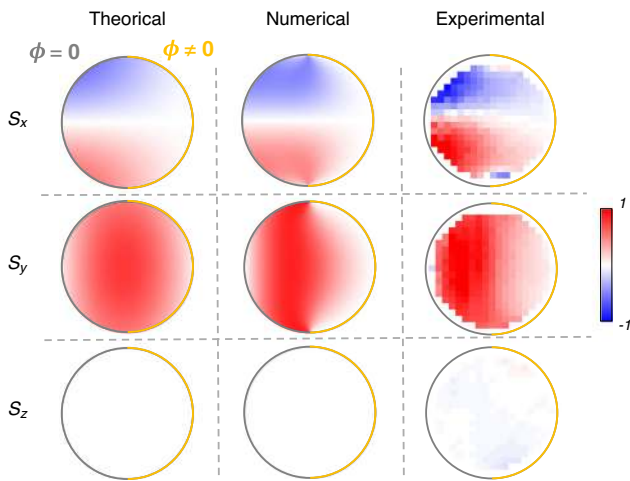 Theorical Numerical Experimental
ϕ = 0 ϕ ≠ 0
Sx
Sy
1
-1
Sz